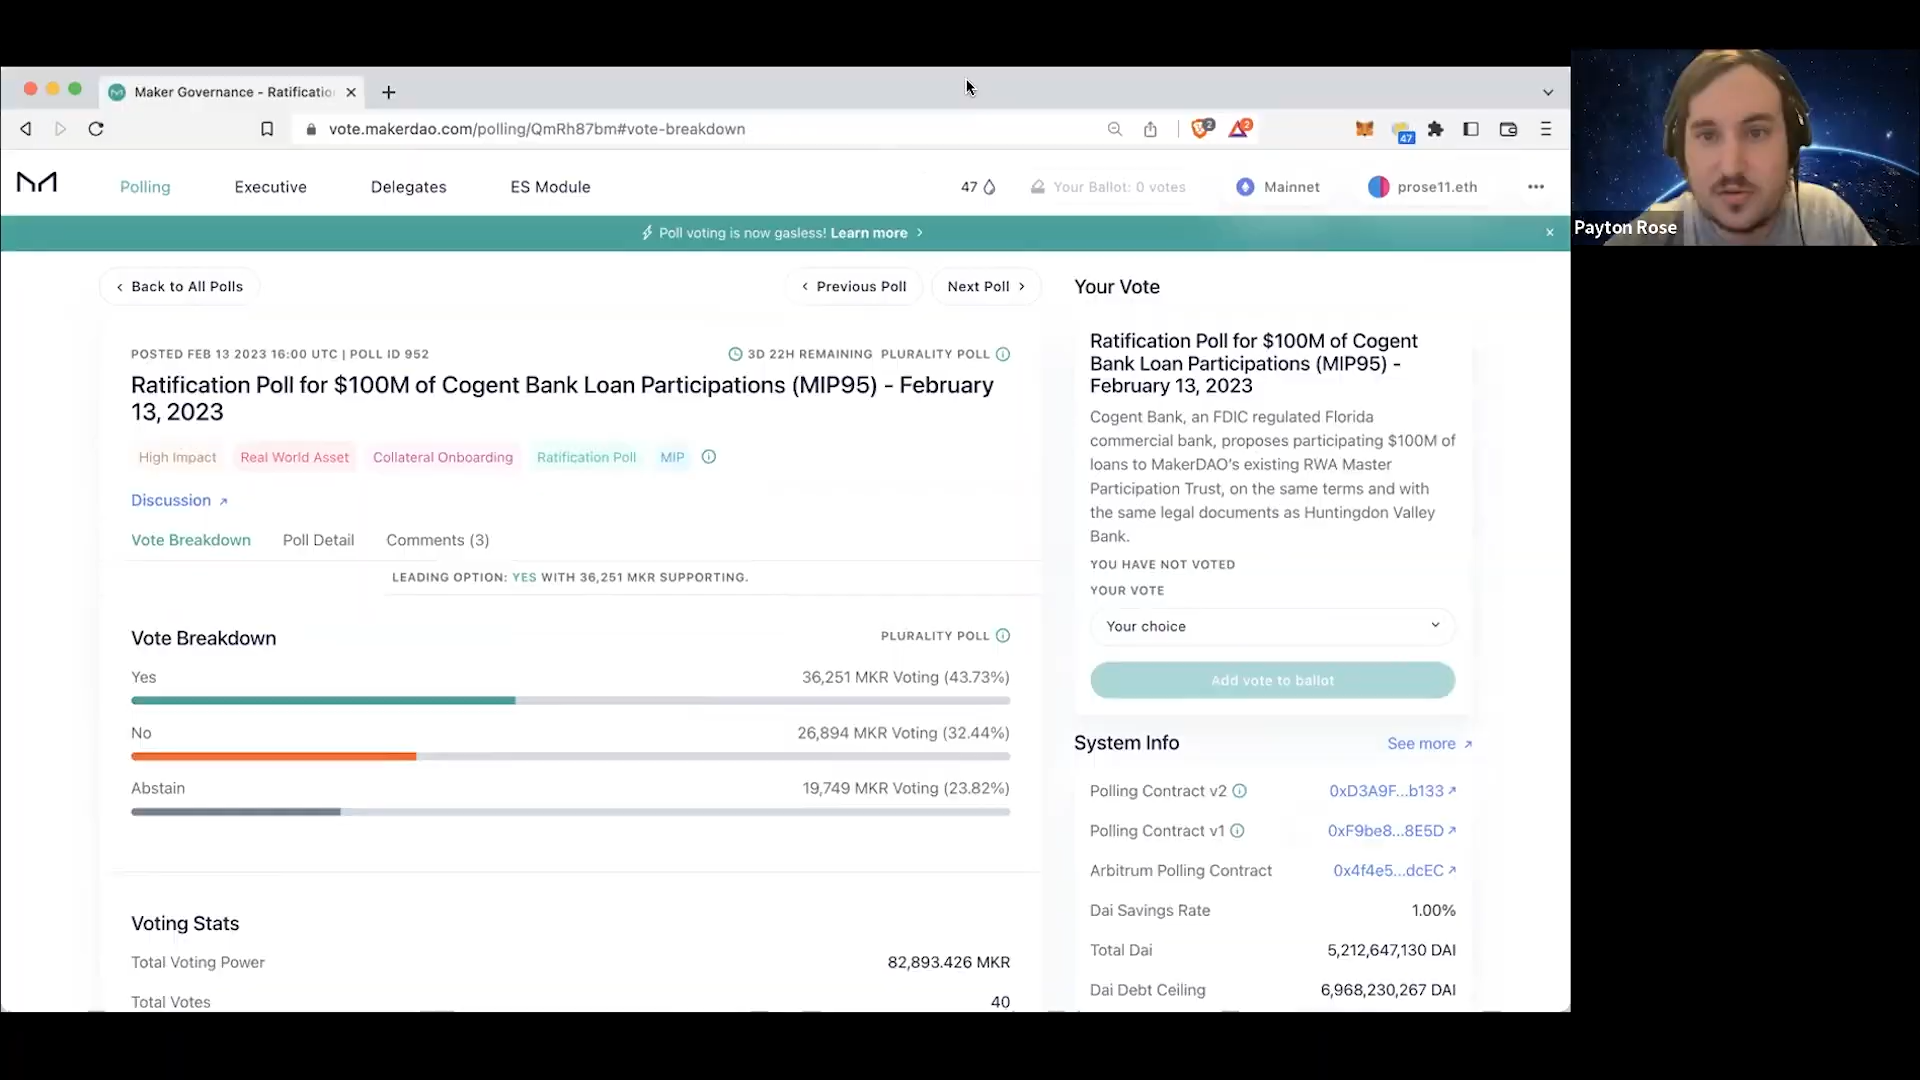 Maker Governance - Ratificatio
vote.makerdao.com/polling/QmRh87bm#vote-breakdown
2
2
47
Polling
Executive
Delegates
ES Module
47
Your Ballot: 0 votes
Mainnet
prose11.eth
Payton Rose
Poll voting is now gasless! Learn more
Back to All Polls
Previous Poll
Next Poll
POSTED FEB 13 2023 16:00 UTC | POLL ID 952
3D 22H REMAINING PLURALITY POLL
Ratification Poll for $100M of Cogent Bank Loan Participations (MIP95) - February
13, 2023
High Impact
Real World Asset
Collateral Onboarding
Ratification Poll
MIP
Discussion
Vote Breakdown
Poll Detail
Comments (3)
LEADING OPTION: YES WITH 36,251 MKR SUPPORTING.
Vote Breakdown
PLURALITY POLL
Yes
36,251 MKR Voting (43.73%)
No
26,894 MKR Voting (32.44%)
Abstain
19,749 MKR Voting (23.82%)
Voting Stats
Total Voting Power
82,893.426 MKR
Total Votes
40
Your Vote
Ratification Poll for $100M of Cogent
Bank Loan Participations (MIP95) -
February 13, 2023
Cogent Bank, an FDIC regulated Florida
commercial bank, proposes participating $100M of
loans to MakerDAO's existing RWA Master
Participation Trust, on the same terms and with
the same legal documents as Huntingdon Valley
Bank.
YOU HAVE NOT VOTED
YOUR VOTE
Your choice
Add vote to ballot
System Info
See more
Polling Contract v2
0xD3A9F...b133
Polling Contract v1
0xF9be8...8E5D
Arbitrum Polling Contract
0x4f4e5...dcEC
Dai Savings Rate
1.00%
Total Dai
5,212,647,130 DAI
Dai Debt Ceiling
6,968,230,267 DAI